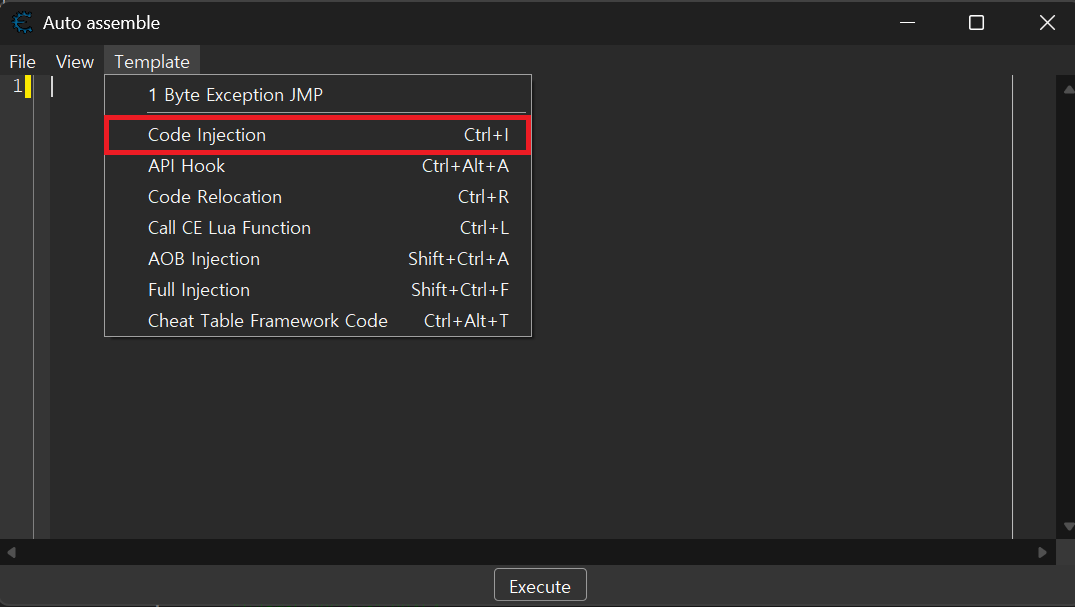 Auto assemble
File View Template
1
1 Byte Exception JMP
Code Injection Ctrl+I
API Hook Ctrl+Alt+A
Code Relocation Ctrl+R
Call CE Lua Function Ctrl+L
AOB Injection Shift+Ctrl+A
Full Injection Shift+Ctrl+F
Cheat Table Framework Code Ctrl+Alt+T
Execute